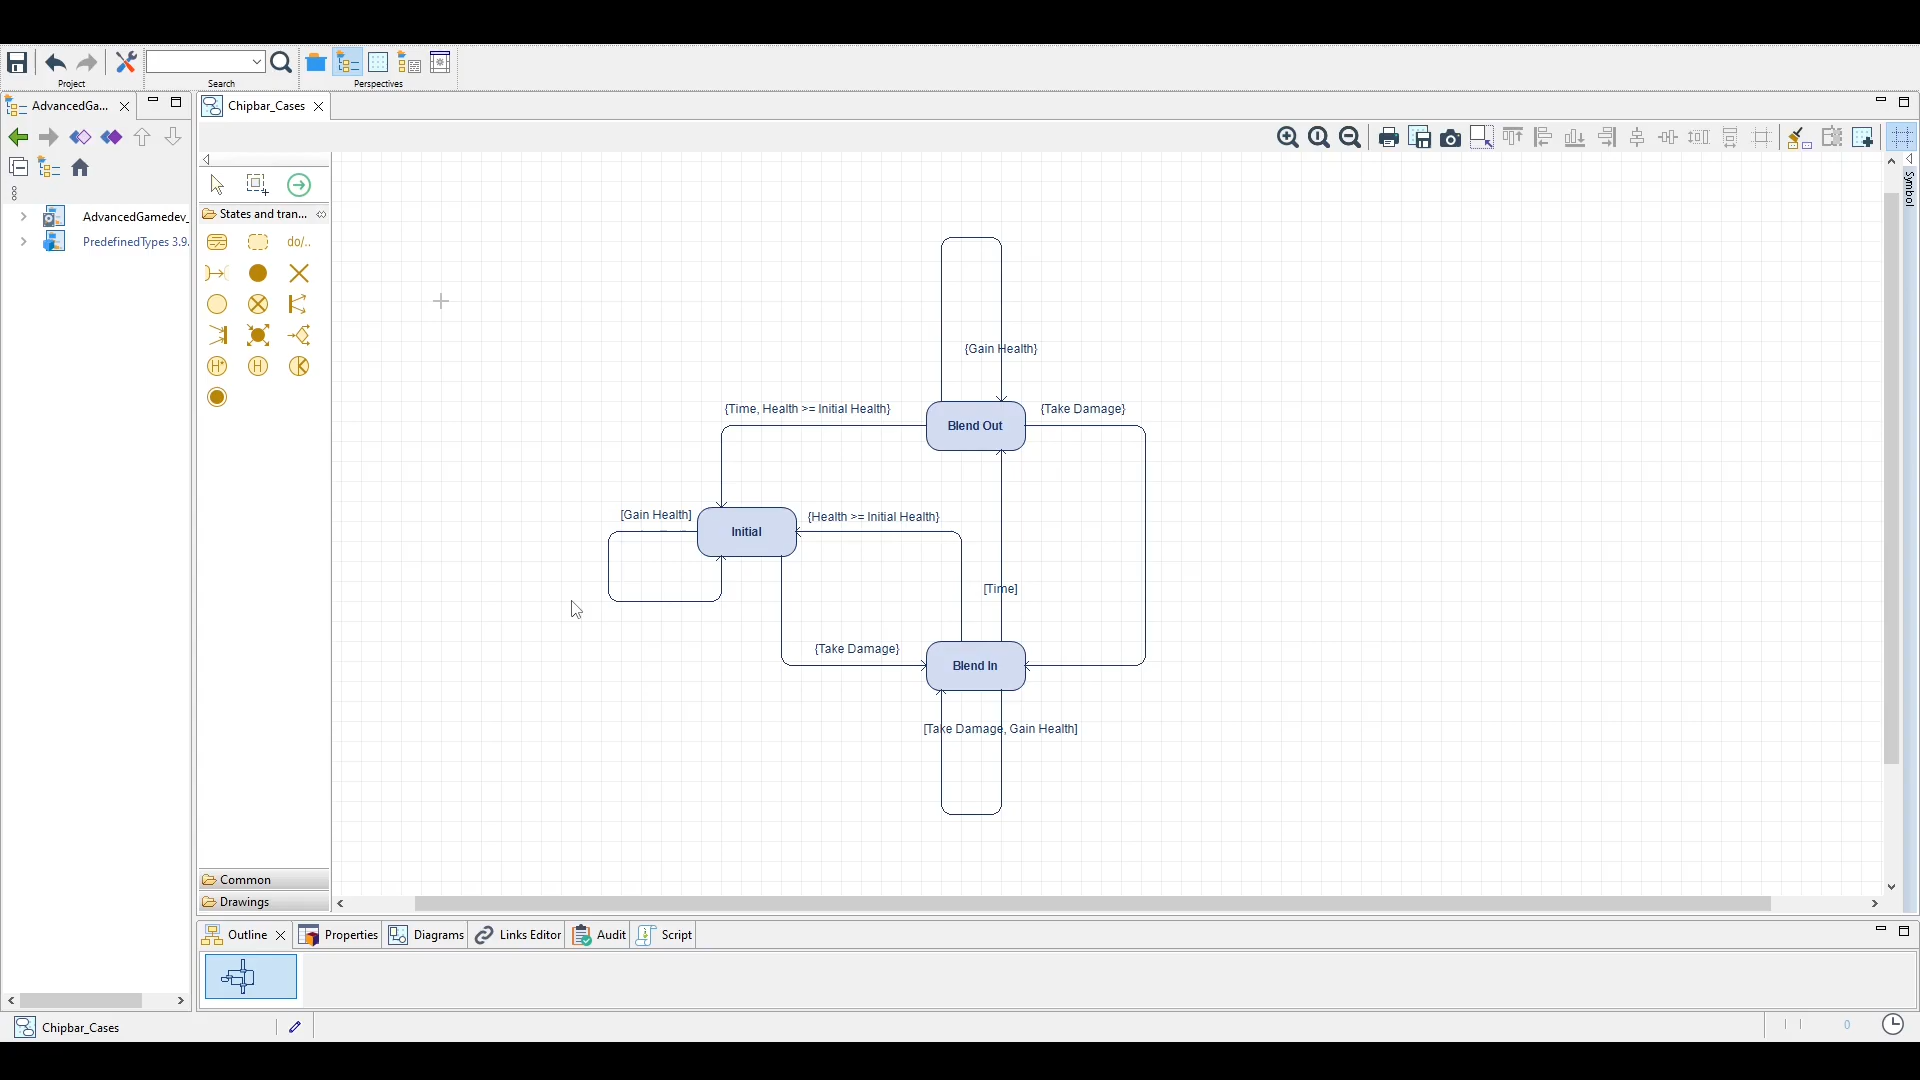 Project
Search
Perspectives
AdvancedGa...
Chipbar_Cases
Symbol
AdvancedGamedev_
PredefinedTypes 3.9.
States and tran...
do/..
H*
H
{Gain Health}
{Time, Health >= Initial Health}
{Take Damage}
Blend Out
[Gain Health]
{Health >= Initial Health}
Initial
[Time]
{Take Damage}
Blend In
[Take Damage, Gain Health]
Common
Drawings
Outline
Properties
Diagrams
Links Editor
Audit
Script
Chipbar_Cases
0